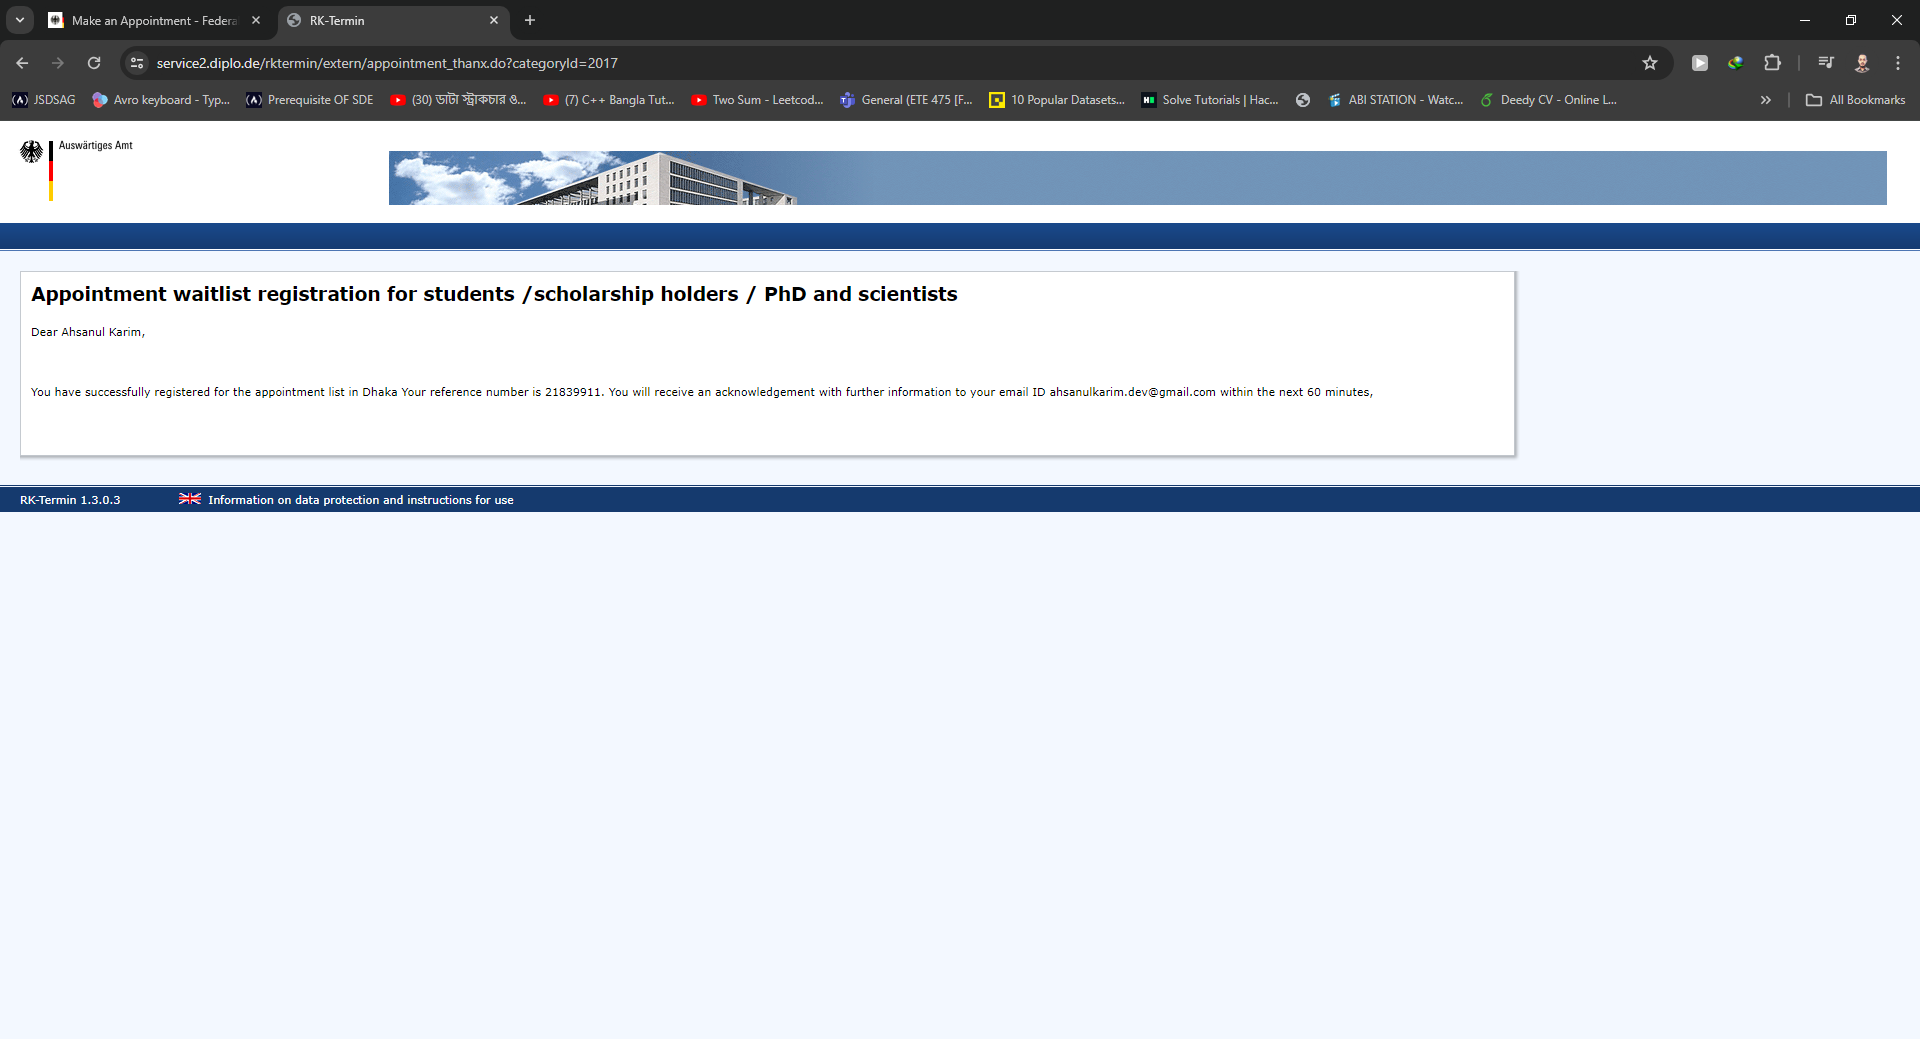 Make an Appointment - Federa
RK-Termin
service2.diplo.de/rktermin/extern/appointment_thanx.do?categoryId=2017
JSDSAG
Avro keyboard - Typ...
Prerequisite OF SDE
(30) ডাটা স্ট্রাকচার ও...
(7) C++ Bangla Tut...
Two Sum - Leetcod...
General (ETE 475 [F...
10 Popular Datasets...
Solve Tutorials | Hac...
ABI STATION - Watc...
Deedy CV - Online L...
All Bookmarks
Auswärtiges Amt
Appointment waitlist registration for students /scholarship holders / PhD and scientists
Dear Ahsanul Karim,
You have successfully registered for the appointment list in Dhaka Your reference number is 21839911. You will receive an acknowledgement with further information to your email ID ahsanulkarim.dev@gmail.com within the next 60 minutes,
RK-Termin 1.3.0.3
Information on data protection and instructions for use